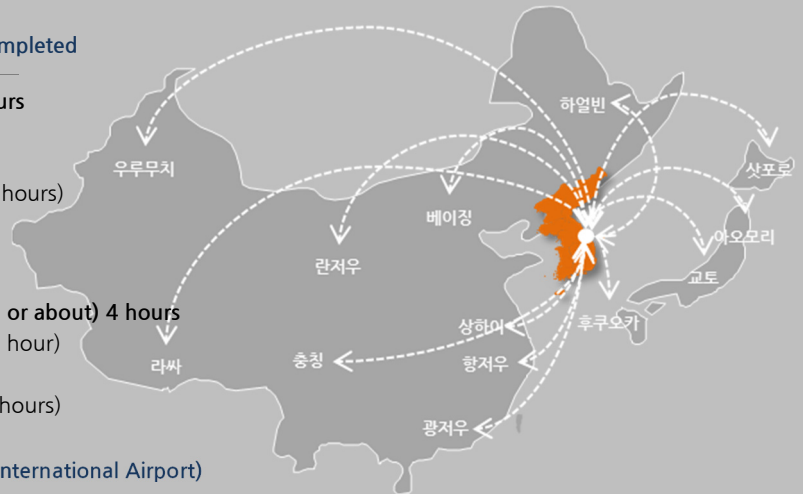 mpleted
urs
hours)
or about) 4 hours
hour)
hours)
nternational Airport)
하얼빈
우루무치
삿포로
베이징
아오모리
란저우
교토
상하이
후쿠오카
라싸
충칭
항저우
광저우